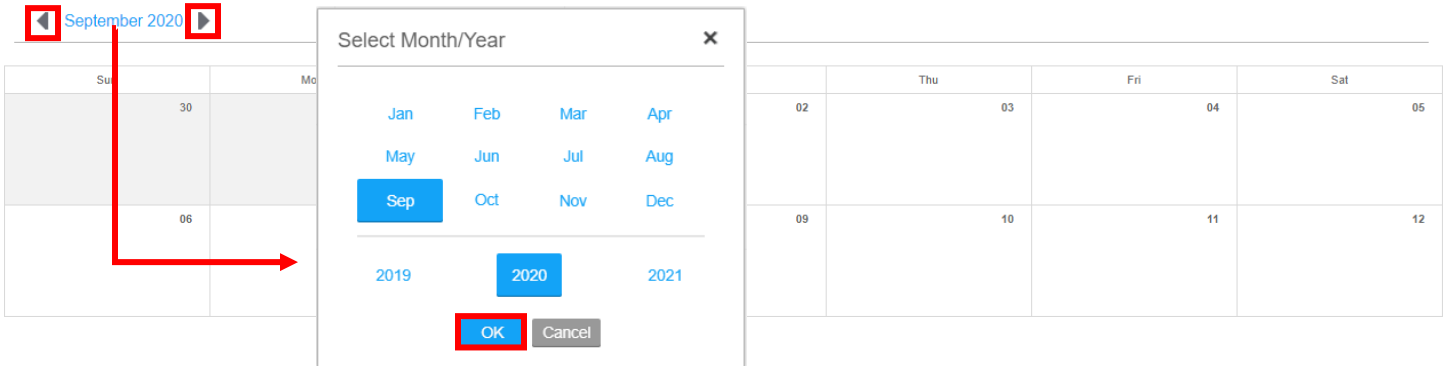 September 2020
Select Month/Year
Sun Mo Thu Fri Sat
30 02 03 04 05
Jan Feb Mar Apr
May Jun Jul Aug
Sep Oct Nov Dec
06 09 10 11 12
2019 2020 2021
OK Cancel